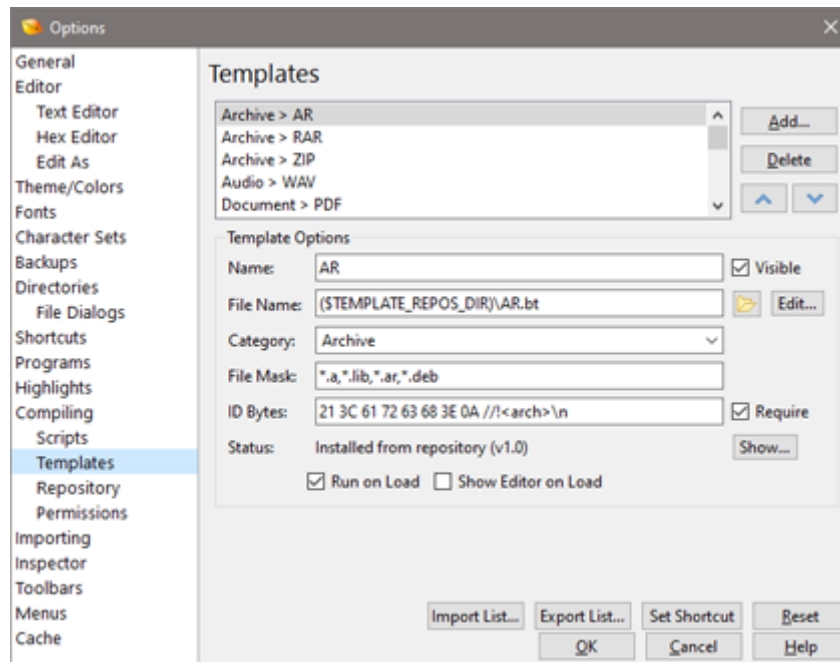 Options
General
Editor
Text Editor
Hex Editor
Edit As
Theme/Colors
Fonts
Character Sets
Backups
Directories
File Dialogs
Shortcuts
Programs
Highlights
Compiling
Scripts
Templates
Repository
Permissions
Importing
Inspector
Toolbars
Menus
Cache
Templates
Archive > AR
Archive > RAR
Archive > ZIP
Audio > WAV
Document > PDF
Add...
Delete
Template Options
Name: AR Visible
File Name: ($TEMPLATE_REPOS_DIR)\AR.bt Edit...
Category: Archive
File Mask: *.a,*.lib,*.ar,*.deb
ID Bytes: 21 3C 61 72 63 68 3E 0A //!<arch>\n Require
Status: Installed from repository (v1.0) Show...
Run on Load Show Editor on Load
Import List... Export List... Set Shortcut Reset
OK Cancel Help